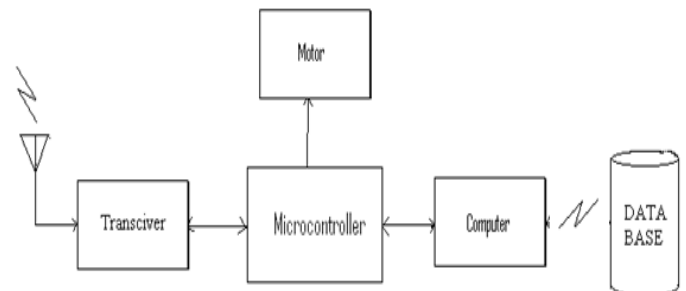 Motor
Transciver
Microcontroller
Computer
DATA
BASE